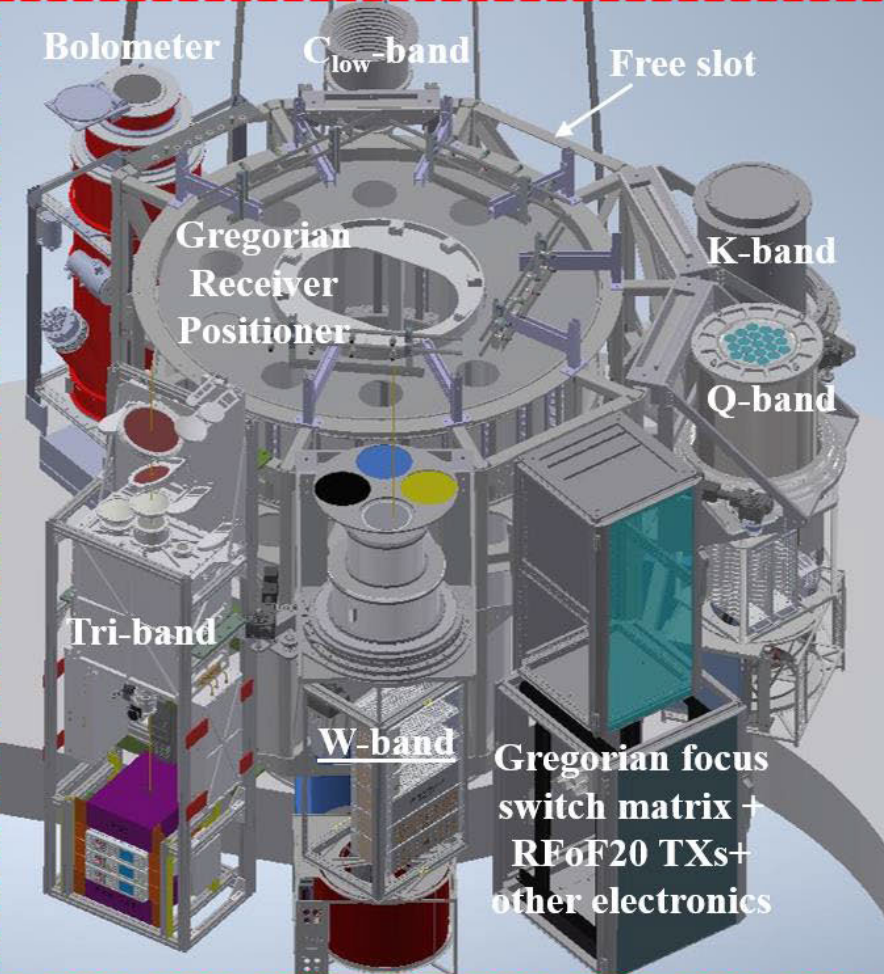 Bolometer
Clow-band
Free slot
Gregorian
Receiver
Positioner
K-band
Q-band
Tri-band
W-band
Gregorian focus
switch matrix +
RFoF20 TXs+
other electronics